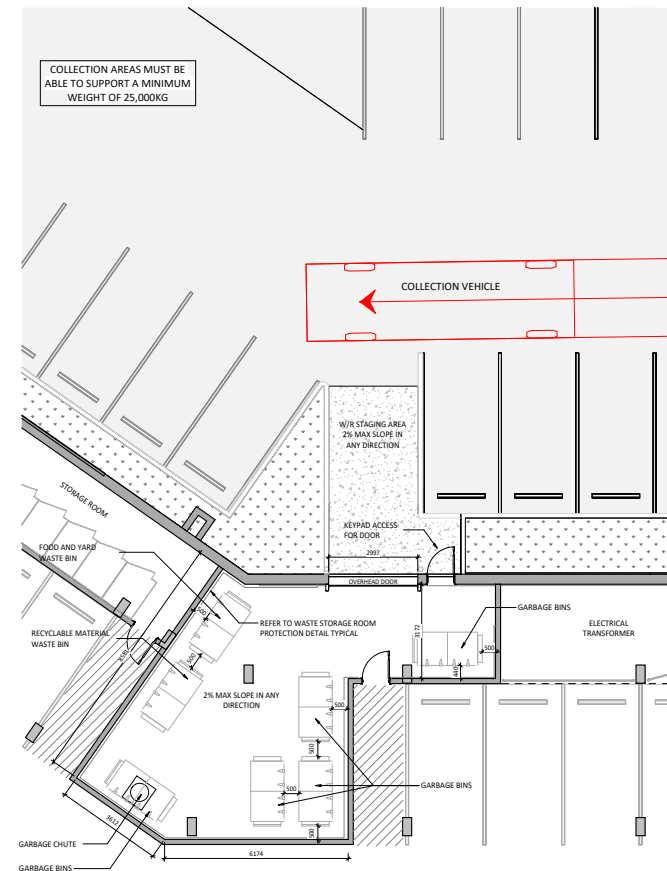 COLLECTION AREAS MUST BE
ABLE TO SUPPORT A MINIMUM
WEIGHT OF 25,000KG
COLLECTION VEHICLE
W/R STAGING AREA
2% MAX SLOPE IN
ANY DIRECTION
STORAGE ROOM
KEYPAD ACCESS
FOR DOOR
FOOD AND YARD
WASTE BIN
2997
OVERHEAD DOOR
500
REFER TO WASTE STORAGE ROOM
PROTECTION DETAIL TYPICAL
GARBAGE BINS
ELECTRICAL
TRANSFORMER
RECYCLABLE MATERIAL
WASTE BIN
3172
500
440
500
2% MAX SLOPE IN ANY
DIRECTION
500
500
500
GARBAGE BINS
500
3612
6174
GARBAGE CHUTE
GARBAGE BINS